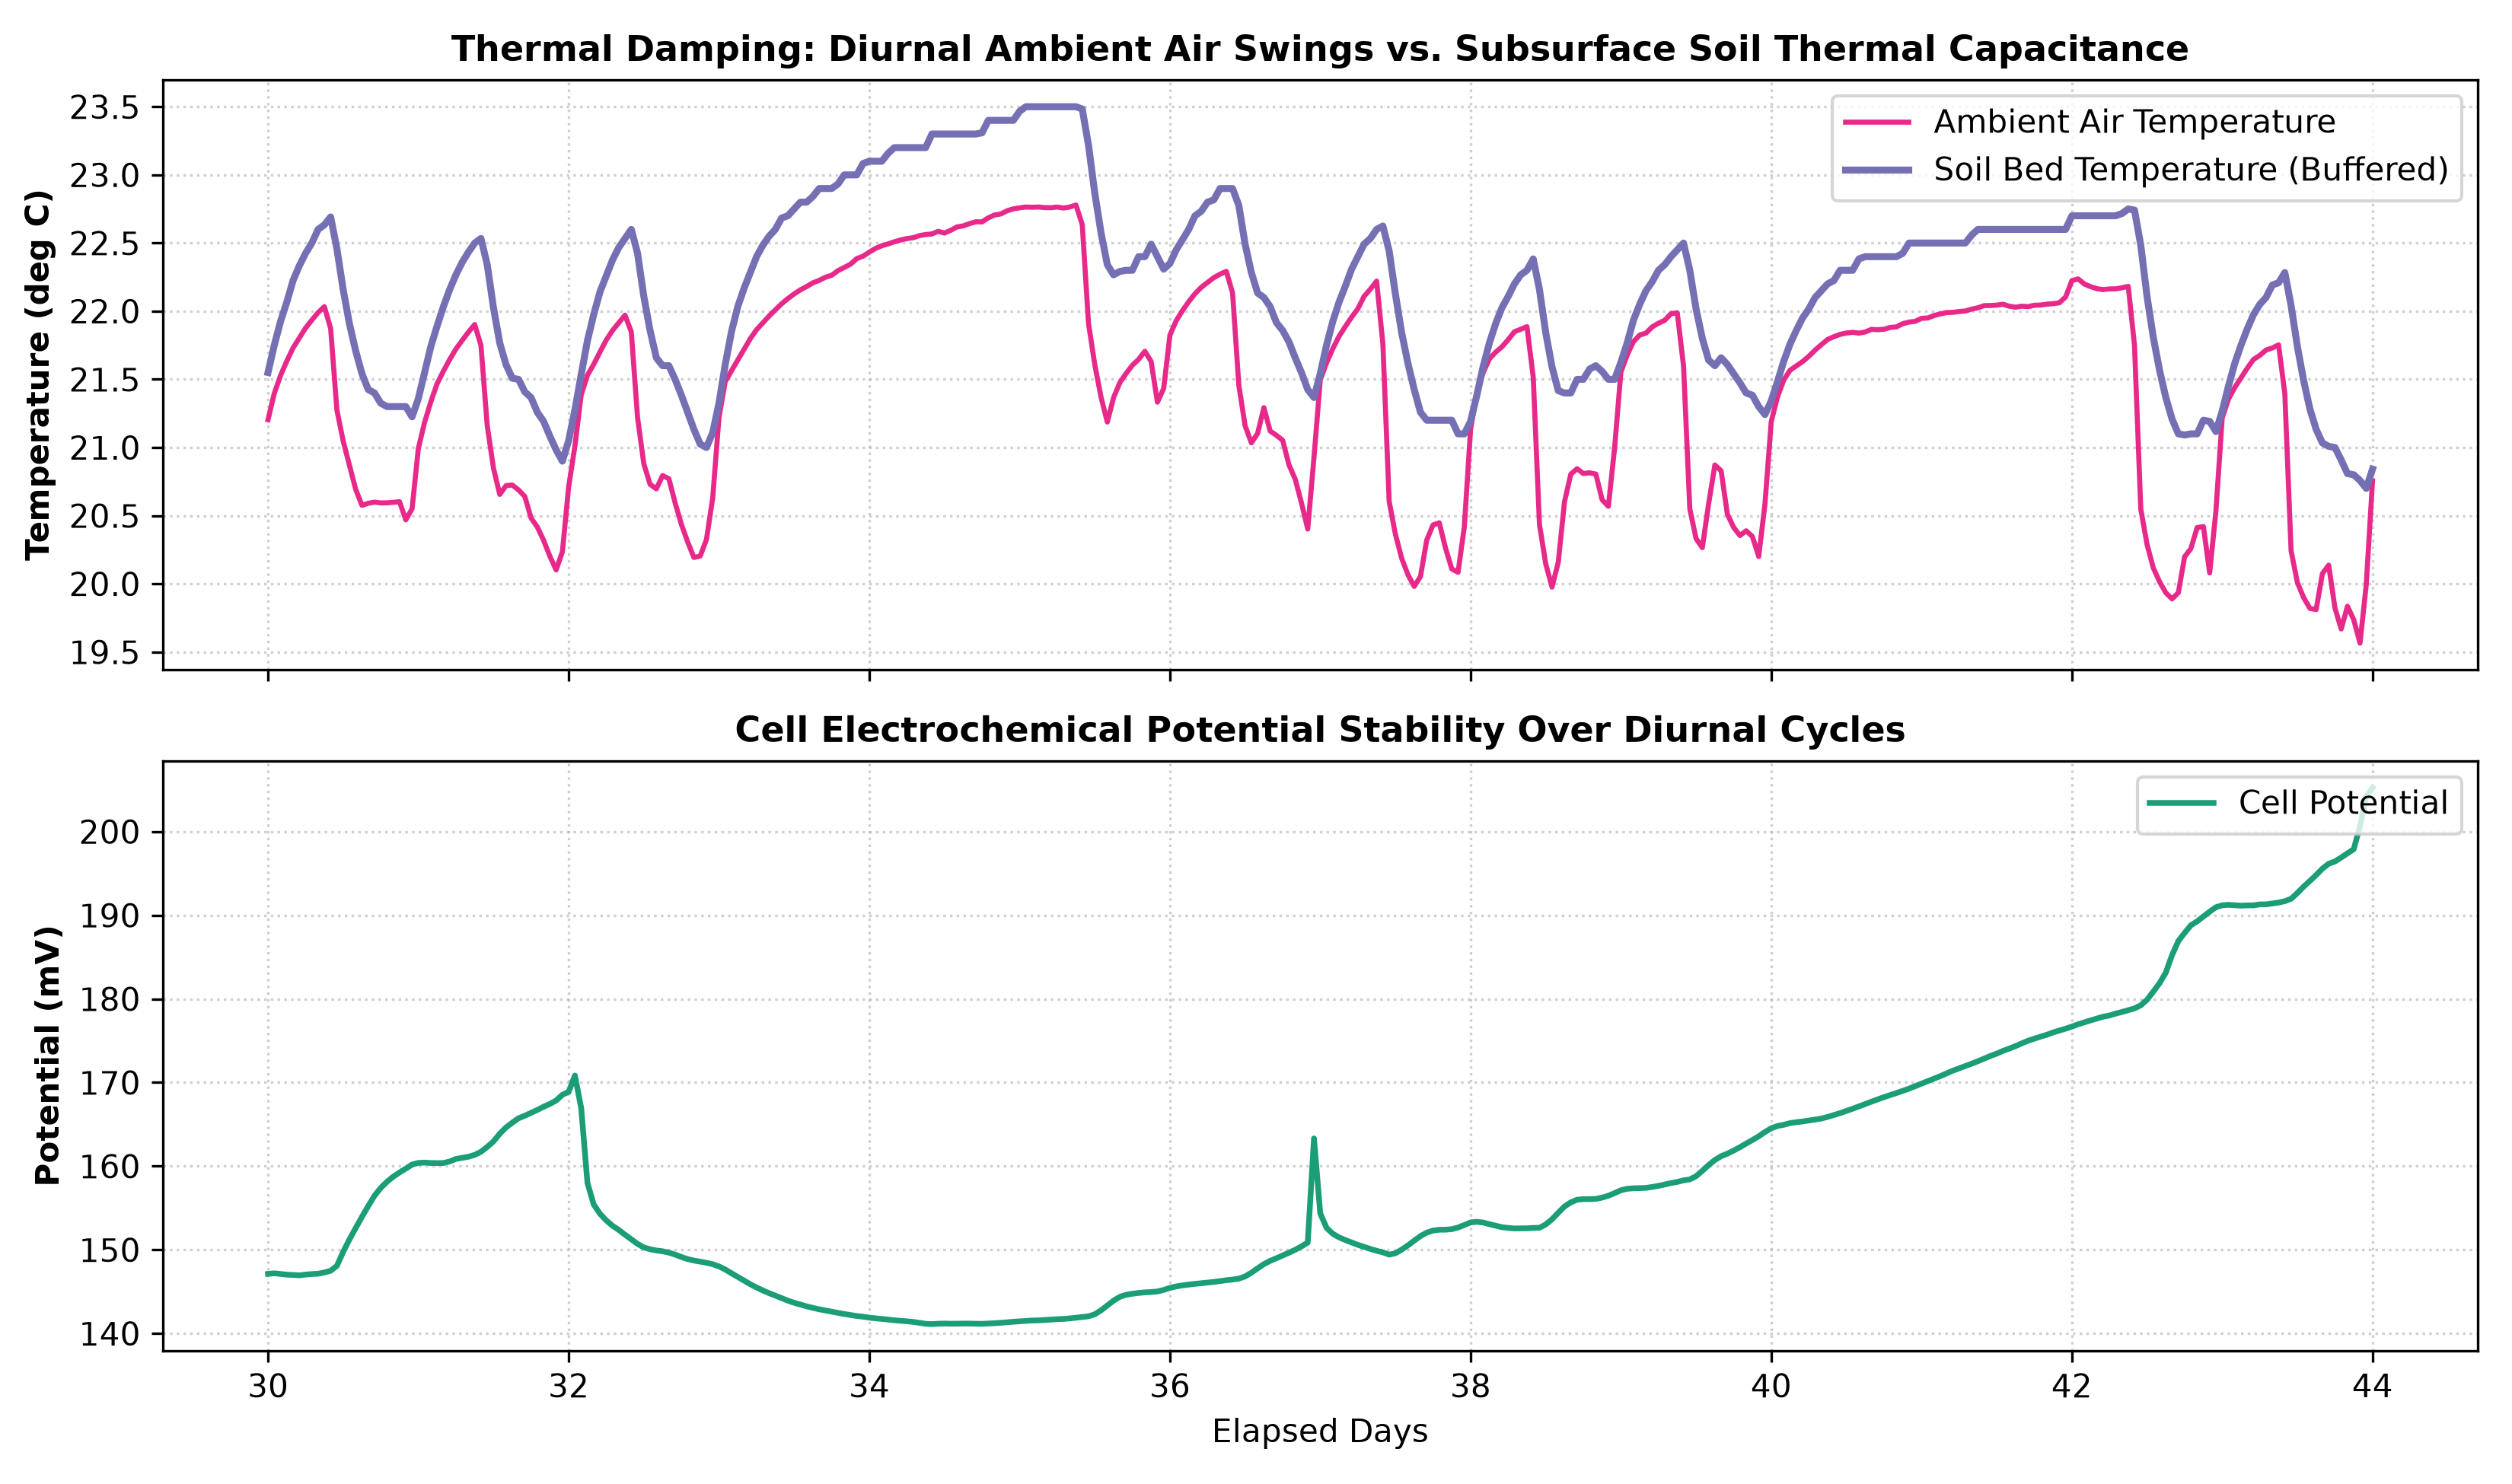 Thermal Damping: Diurnal Ambient Air Swings vs. Subsurface Soil Thermal Capacitance
Temperature (deg C)
23.5
23.0
22.5
22.0
21.5
21.0
20.5
20.0
19.5
Ambient Air Temperature
Soil Bed Temperature (Buffered)
Cell Electrochemical Potential Stability Over Diurnal Cycles
Potential (mV)
200
190
180
170
160
150
140
Cell Potential
30 32 34 36 38 40 42 44
Elapsed Days